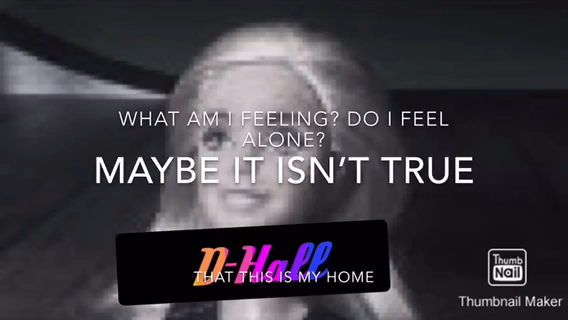 WHAT AM I FEELING? DO I FEEL
ALONE?
MAYBE IT ISN’T TRUE
D-Hall
THAT THIS IS MY HOME
Thumb
Nail
Thumbnail Maker